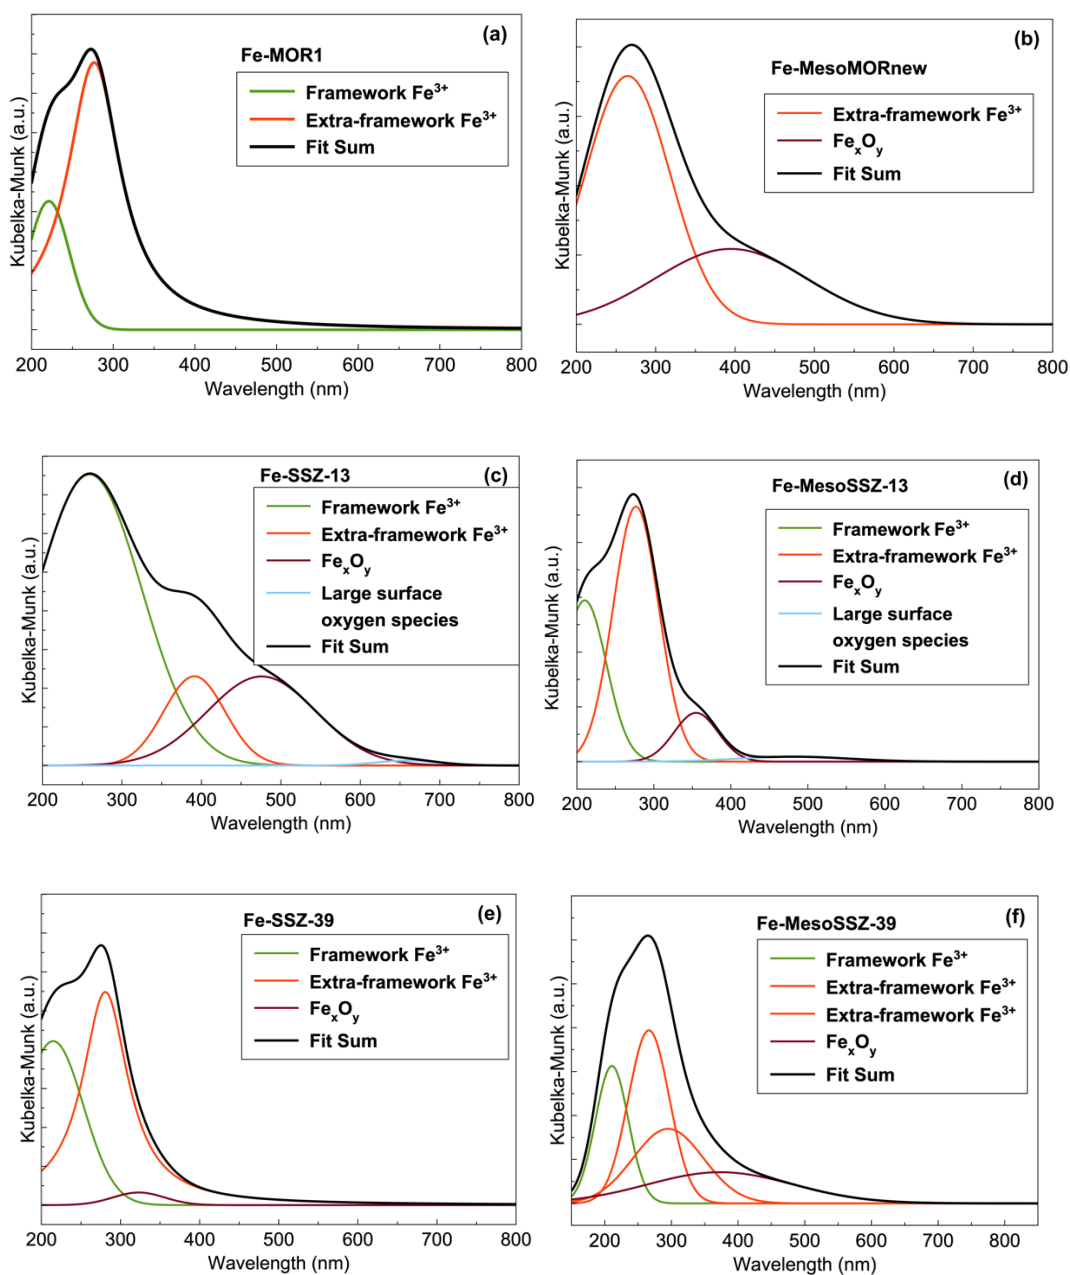 (a)
Fe-MOR1
Framework Fe³⁺
Extra-framework Fe³⁺
Fit Sum
Kubelka-Munk (a.u.)
200 300 400 500 600 700 800
Wavelength (nm)
(b)
Fe-MesoMORnew
Extra-framework Fe³⁺
FeₓOᵧ
Fit Sum
Kubelka-Munk (a.u.)
200 300 400 500 600 700 800
Wavelength (nm)
Fe-SSZ-13
(c)
Framework Fe³⁺
Extra-framework Fe³⁺
FeₓOᵧ
Large surface
oxygen species
Fit Sum
Kubelka-Munk (a.u.)
200 300 400 500 600 700 800
Wavelength (nm)
(d)
Fe-MesoSSZ-13
Framework Fe³⁺
Extra-framework Fe³⁺
FeₓOᵧ
Large surface
oxygen species
Fit Sum
Kubelka-Munk (a.u.)
200 300 400 500 600 700 800
Wavelength (nm)
(e)
Fe-SSZ-39
Framework Fe³⁺
Extra-framework Fe³⁺
FeₓOᵧ
Fit Sum
Kubelka-Munk (a.u.)
200 300 400 500 600 700 800
Wavelength (nm)
(f)
Fe-MesoSSZ-39
Framework Fe³⁺
Extra-framework Fe³⁺
Extra-framework Fe³⁺
FeₓOᵧ
Fit Sum
Kubelka-Munk (a.u.)
200 300 400 500 600 700 800
Wavelength (nm)